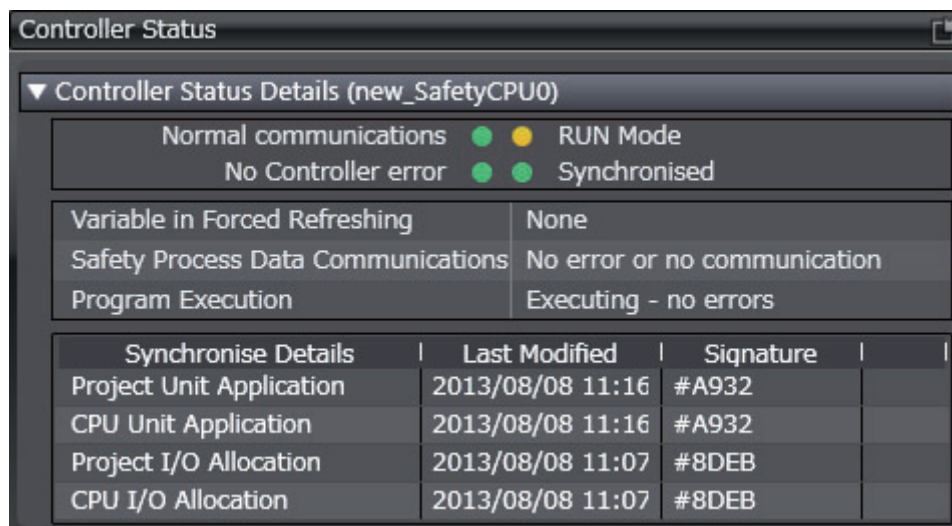 Controller Status
Controller Status Details (new_SafetyCPU0)
Normal communications RUN Mode
No Controller error Synchronised
Variable in Forced Refreshing None
Safety Process Data Communications No error or no communication
Program Execution Executing - no errors
Synchronise Details Last Modified Signature
Project Unit Application 2013/08/08 11:16 #A932
CPU Unit Application 2013/08/08 11:16 #A932
Project I/O Allocation 2013/08/08 11:07 #8DEB
CPU I/O Allocation 2013/08/08 11:07 #8DEB